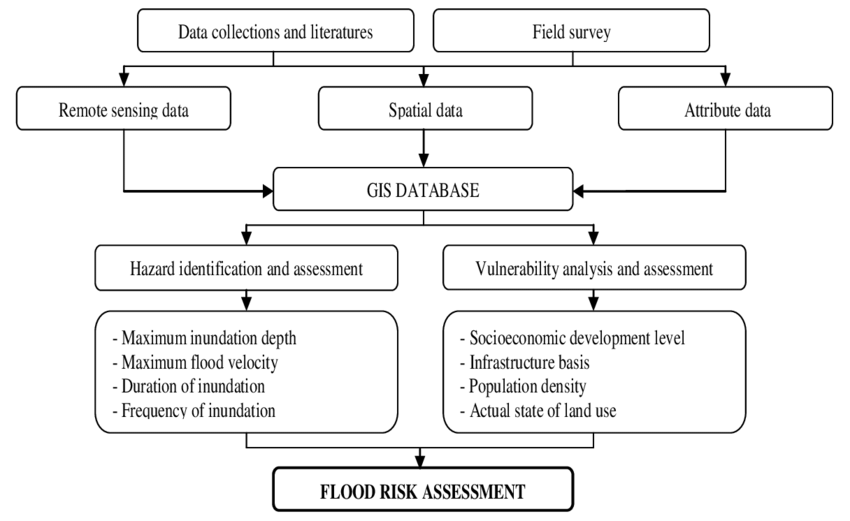 Data collections and literatures
Field survey
Remote sensing data
Spatial data
Attribute data
GIS DATABASE
Hazard identification and assessment
Vulnerability analysis and assessment
- Maximum inundation depth
- Maximum flood velocity
- Duration of inundation
- Frequency of inundation
- Socioeconomic development level
- Infrastructure basis
- Population density
- Actual state of land use
FLOOD RISK ASSESSMENT